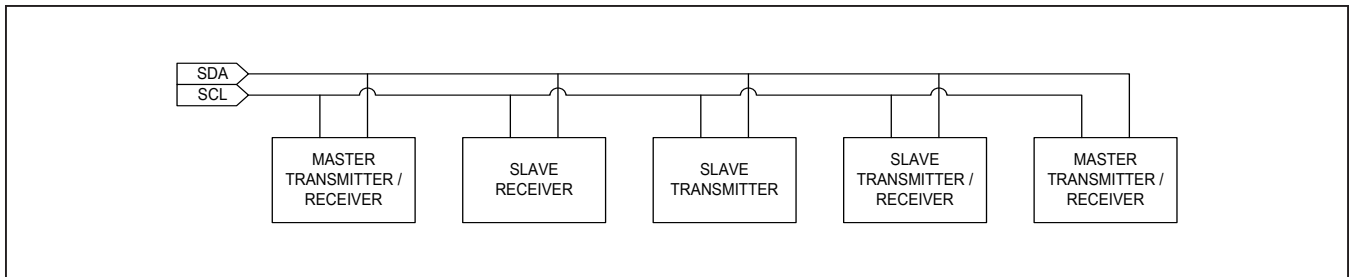 SDA
SCL
MASTER
TRANSMITTER /
RECEIVER
SLAVE
RECEIVER
SLAVE
TRANSMITTER
SLAVE
TRANSMITTER /
RECEIVER
MASTER
TRANSMITTER /
RECEIVER